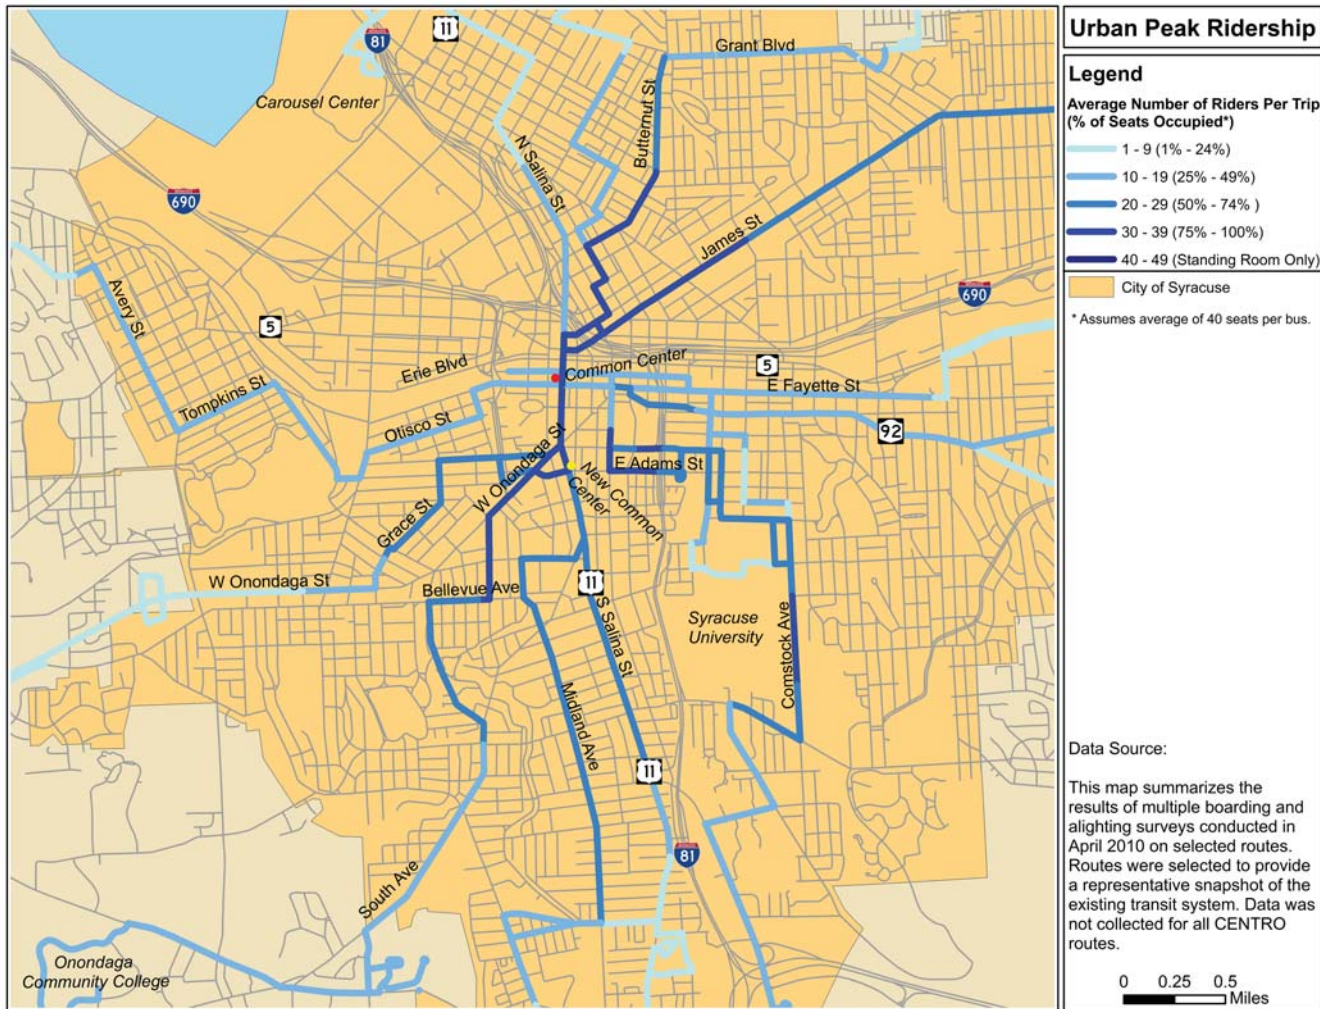 Urban Peak Ridership
Legend
Average Number of Riders Per Trip
(% of Seats Occupied*)
1 - 9 (1% - 24%)
10 - 19 (25% - 49%)
20 - 29 (50% - 74% )
30 - 39 (75% - 100%)
40 - 49 (Standing Room Only)
City of Syracuse
* Assumes average of 40 seats per bus.
Data Source:
This map summarizes the
results of multiple boarding and
alighting surveys conducted in
April 2010 on selected routes.
Routes were selected to provide
a representative snapshot of the
existing transit system. Data was
not collected for all CENTRO
routes.
0 0.25 0.5
Miles
11
81
Grant Blvd
Carousel Center
Butternut St
N Salina St
690
James St
Avery St
690
5
Erie Blvd
Common Center
5
E Fayette St
Tompkins St
Otisco St
92
W Onondaga St
E Adams St
New Common
Center
Grace St
W Onondaga St
Bellevue Ave
11
S Salina St
Syracuse
University
Comstock Ave
Midland Ave
11
81
South Ave
Onondaga
Community College